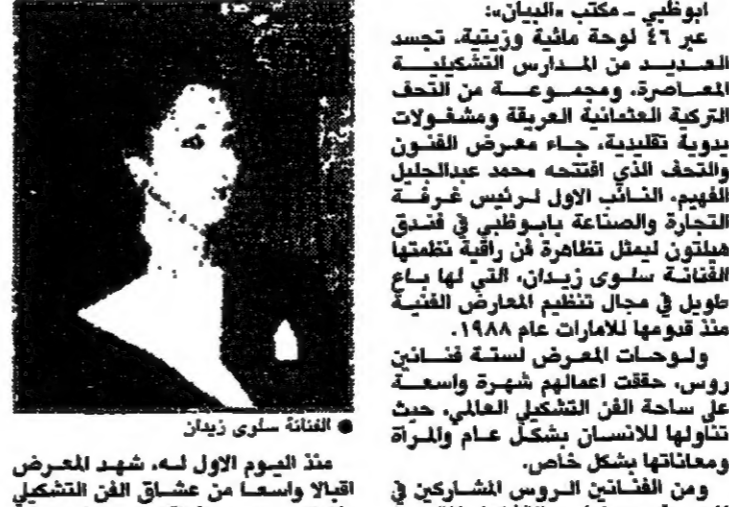 ابوظبي ـ مكتب «البيان»:
عبر ٤٦ لوحة مائية وزيتية، تجسد
العديد من المدارس التشكيلية
المعاصرة، ومجموعة من التحف
التركية العثمانية العريقة ومشغولات
يدوية تقليدية، جاء معرض الفنون
والتحف الذي افتتحه محمد عبدالجليل
الفهيم، النائب الاول لرئيس غرفة
التجارة والصناعة بابوظبي في فندق
هيلتون ليمثل تظاهرة فن راقية نظمتها
الفنانة سلوى زيدان، التي لها باع
طويل في مجال تنظيم المعارض الفنية
منذ قدومها للامارات عام ١٩٨٨.
ولوحات المعرض لستة فنانين
روس، حققت اعمالهم شهرة واسعة
على ساحة الفن التشكيلي العالمي، حيث
تناولها للانسان بشكل عام والمرأة
ومعاناتها بشكل خاص.
ومن الفنانين الروس المشاركين في
● الفنانة سلوى زيدان
منذ اليوم الاول له، شهد المعرض
اقبالا واسعا من عشاق الفن التشكيلي